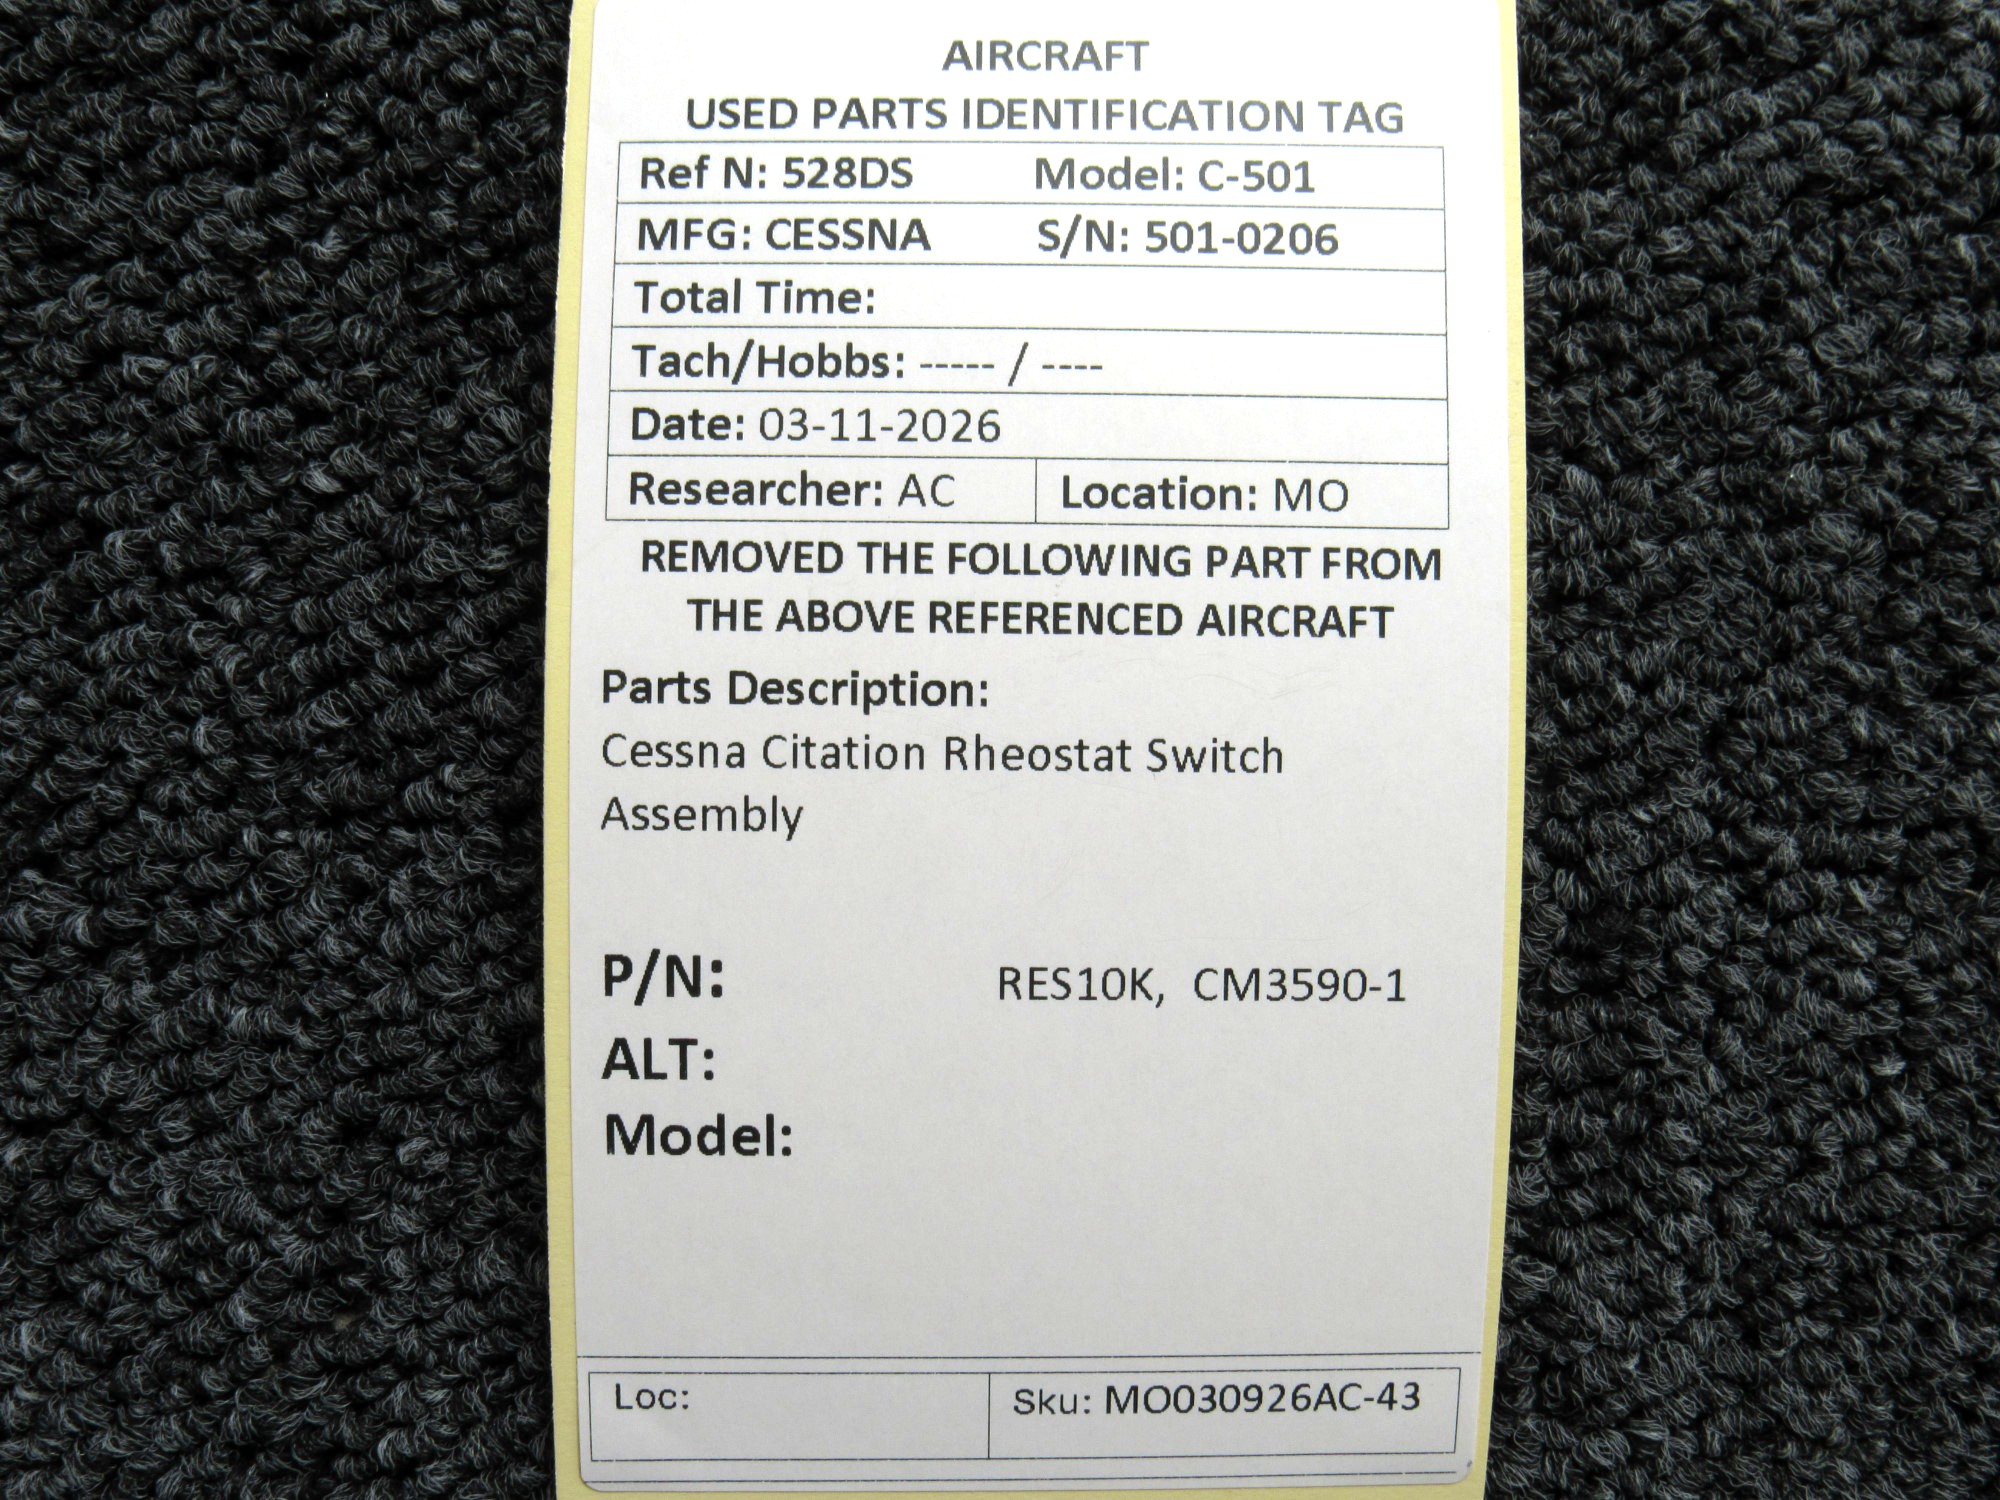 AIRCRAFT
USED PARTS IDENTIFICATION TAG
Ref N: 528DS Model: C-501
MFG: CESSNA S/N: 501-0206
Total Time:
Tach/Hobbs: ----- / ----
Date: 03-11-2026
Researcher: AC Location: MO
REMOVED THE FOLLOWING PART FROM
THE ABOVE REFERENCED AIRCRAFT
Parts Description:
Cessna Citation Rheostat Switch
Assembly
P/N: RES10K, CM3590-1
ALT:
Model:
Loc: Sku: MO030926AC-43